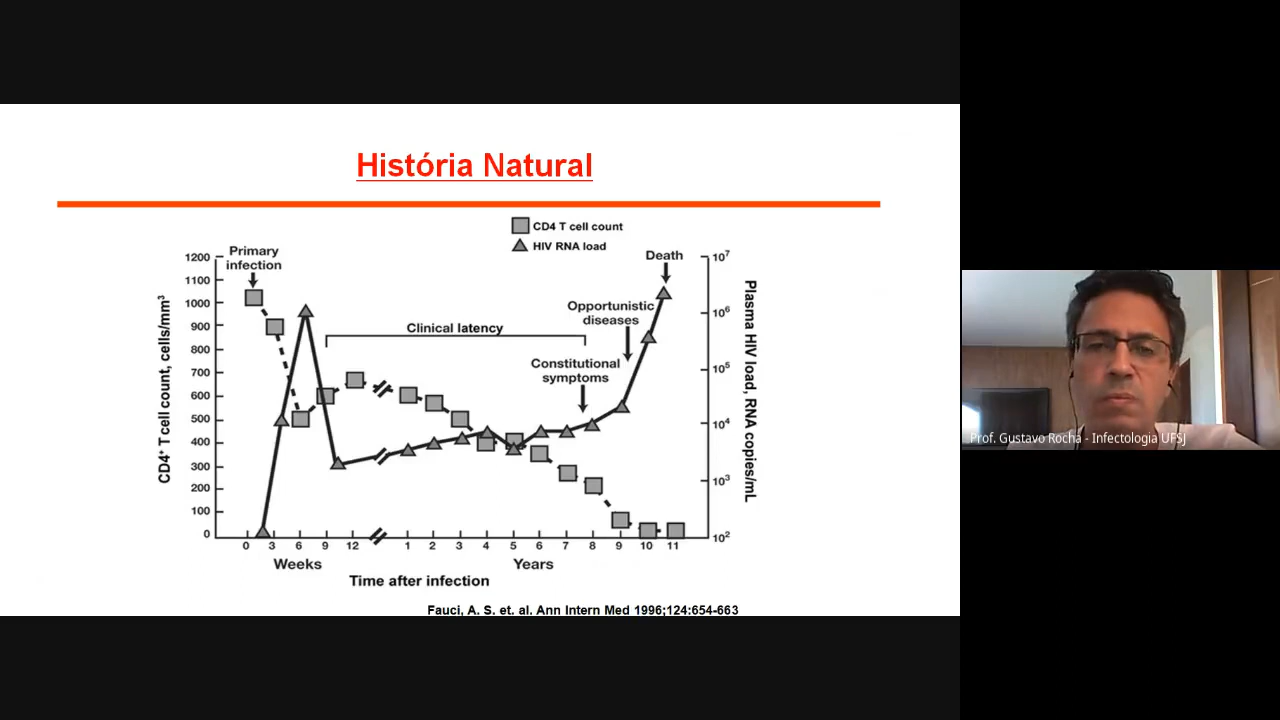 História Natural
CD4 T cell count
HIV RNA load
Primary
infection
Clinical latency
Constitutional
symptoms
Opportunistic
diseases
Death
CD4⁺ T cell count, cells/mm³
1200
1100
1000
900
800
700
600
500
400
300
200
100
0
10⁷
10⁶
10⁵
10⁴
10³
10²
Plasma HIV load, RNA copies/mL
0 3 6 9 12 1 2 3 4 5 6 7 8 9 10 11
Weeks Years
Time after infection
Fauci, A. S. et. al. Ann Intern Med 1996;124:654-663
Prof. Gustavo Rocha - Infectologia UFSJ